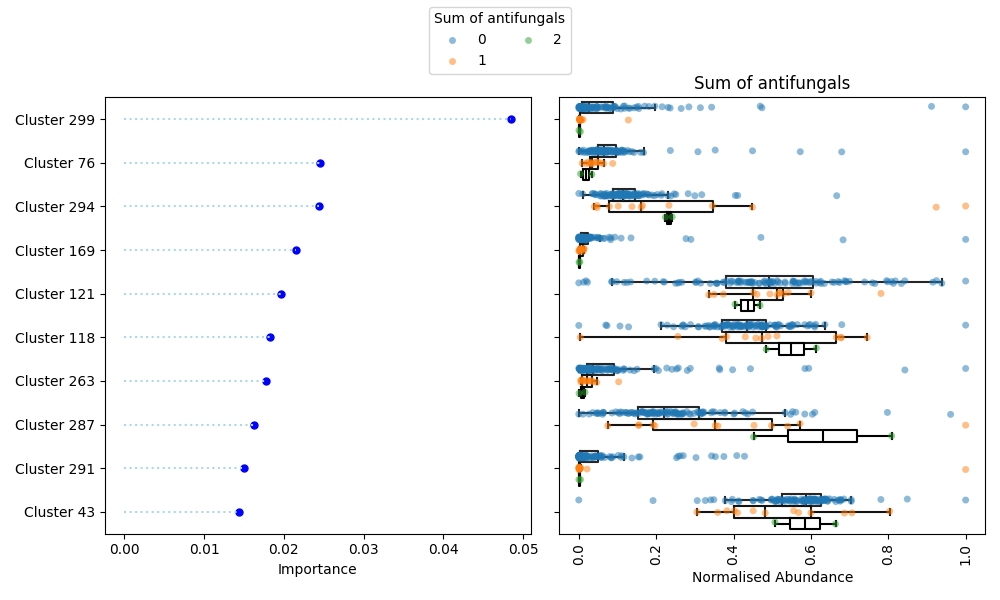 Sum of antifungals
0 2
1
Sum of antifungals
Cluster 299
Cluster 76
Cluster 294
Cluster 169
Cluster 121
Cluster 118
Cluster 263
Cluster 287
Cluster 291
Cluster 43
0.00 0.01 0.02 0.03 0.04 0.05
Importance
0.0 0.2 0.4 0.6 0.8 1.0
Normalised Abundance